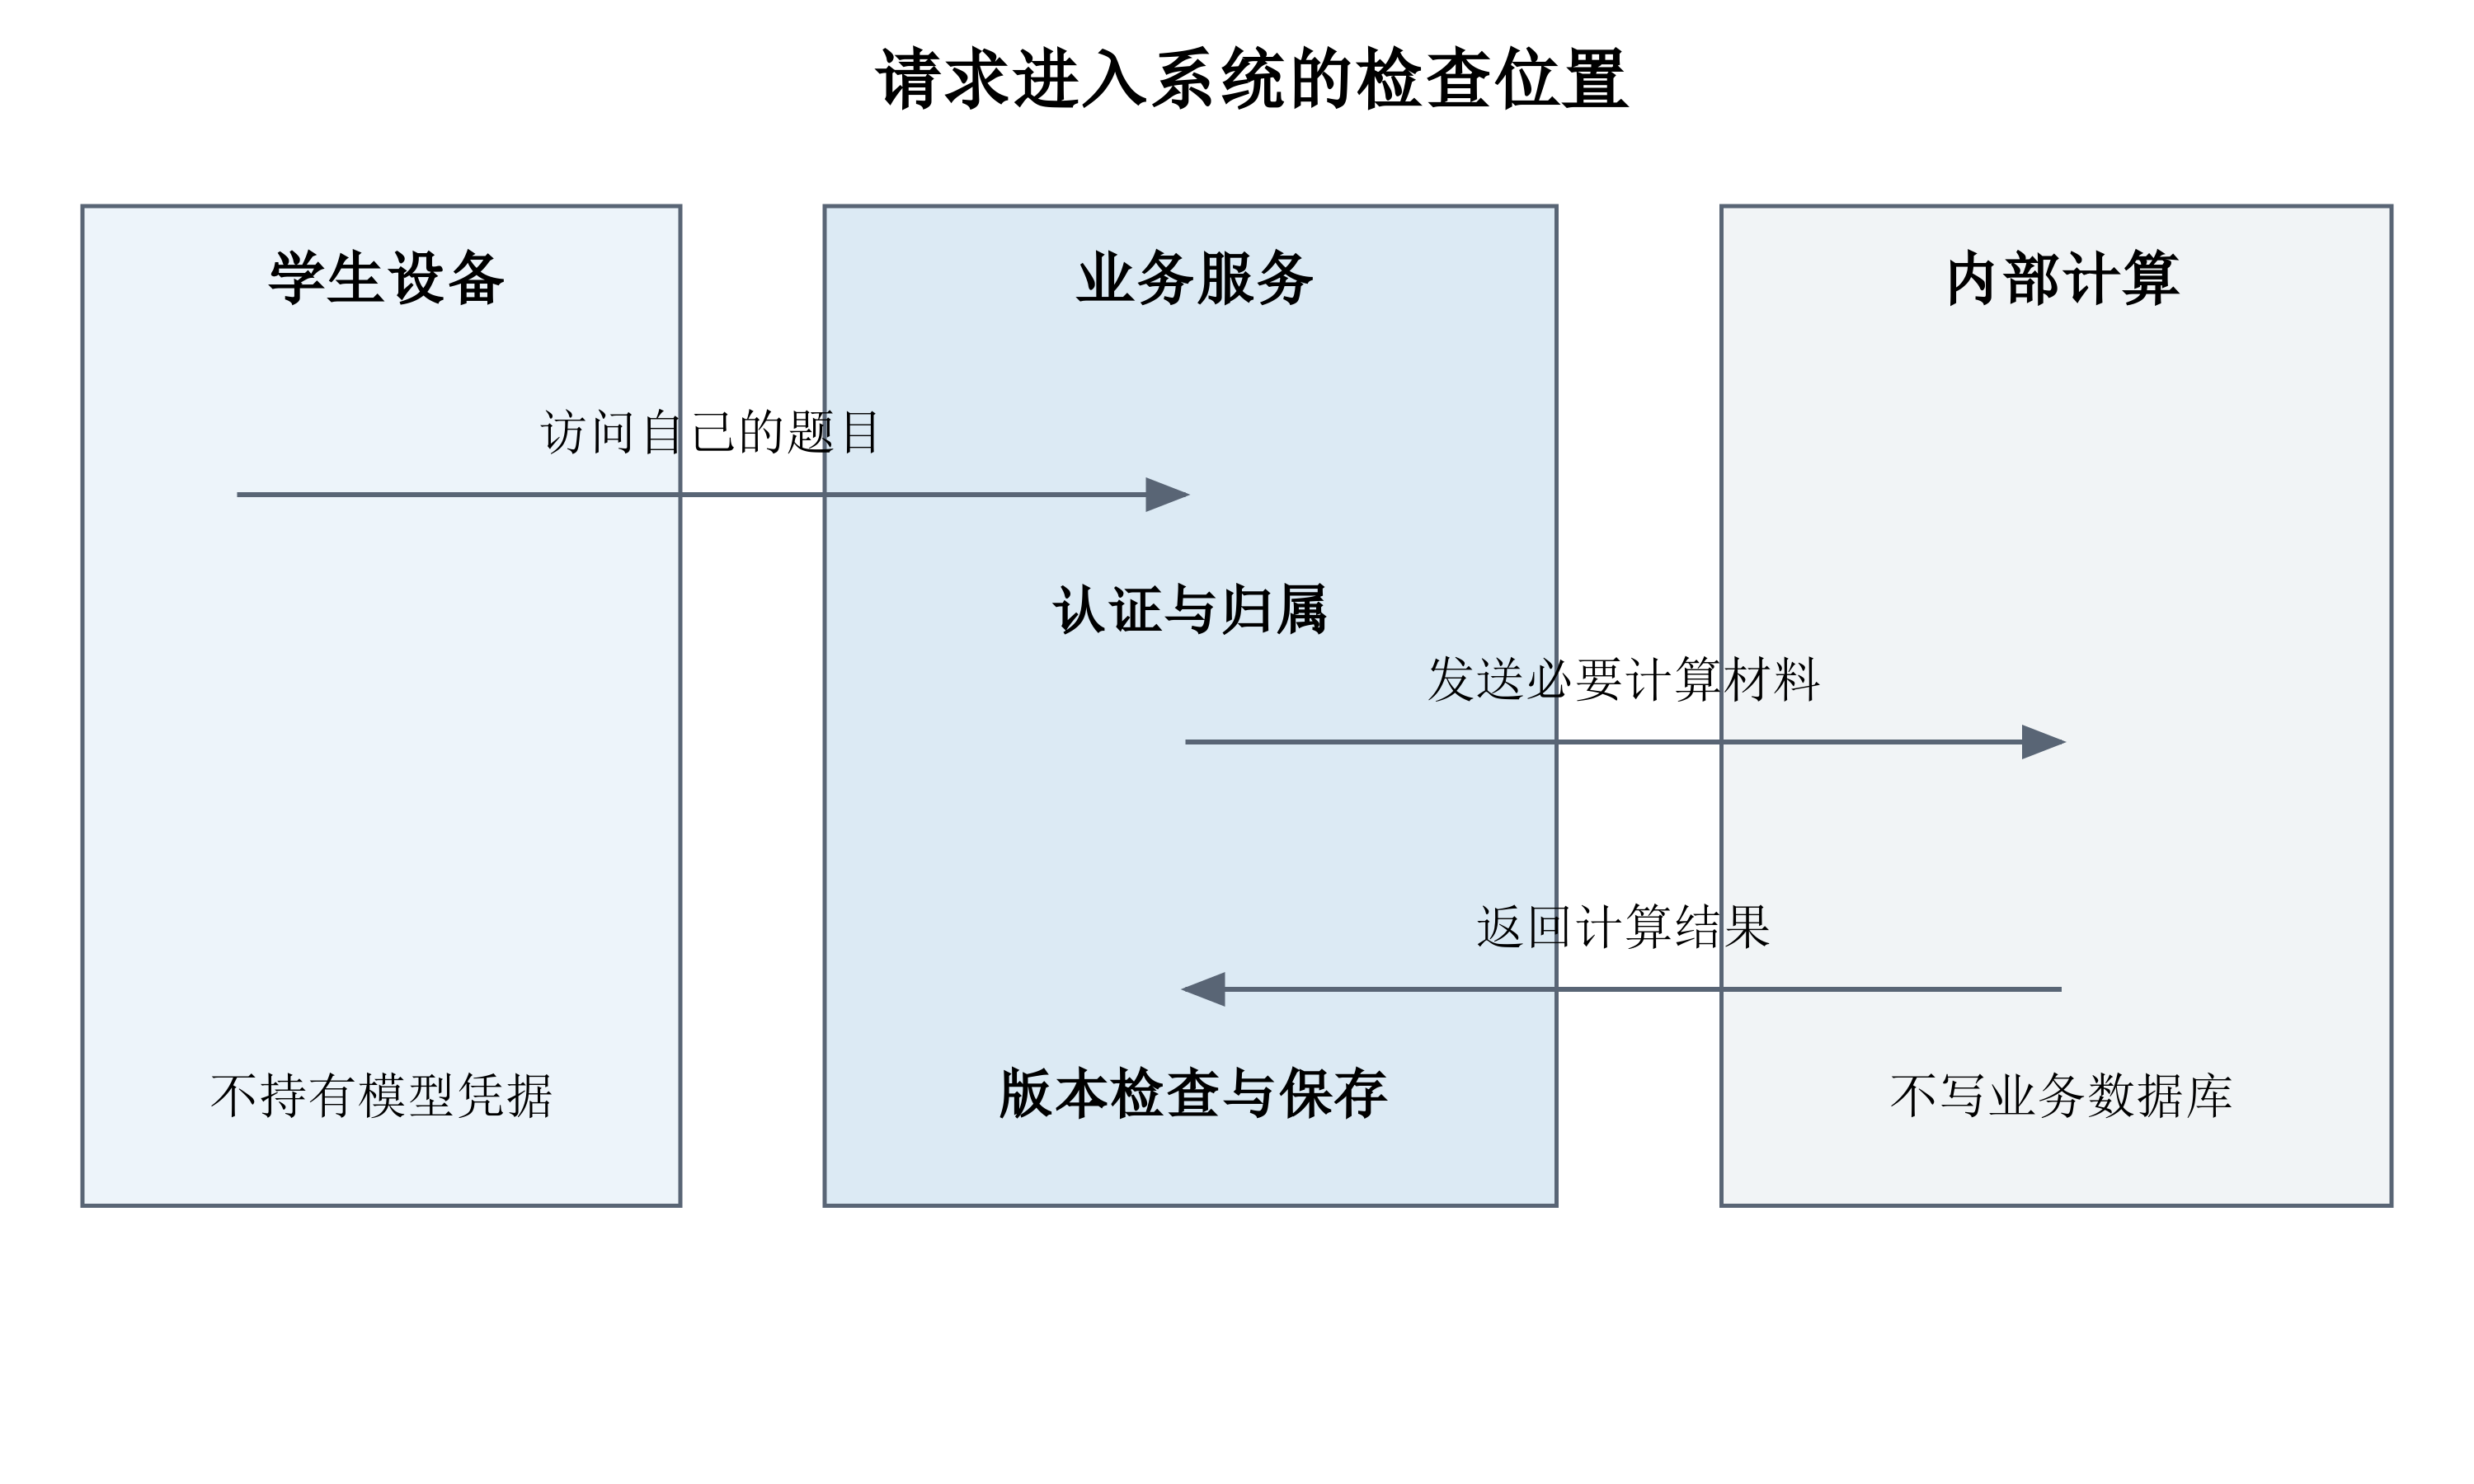 请求进入系统的检查位置
学生设备
业务服务
内部计算
访问自己的题目
认证与归属
发送必要计算材料
返回计算结果
不持有模型凭据
版本检查与保存
不写业务数据库